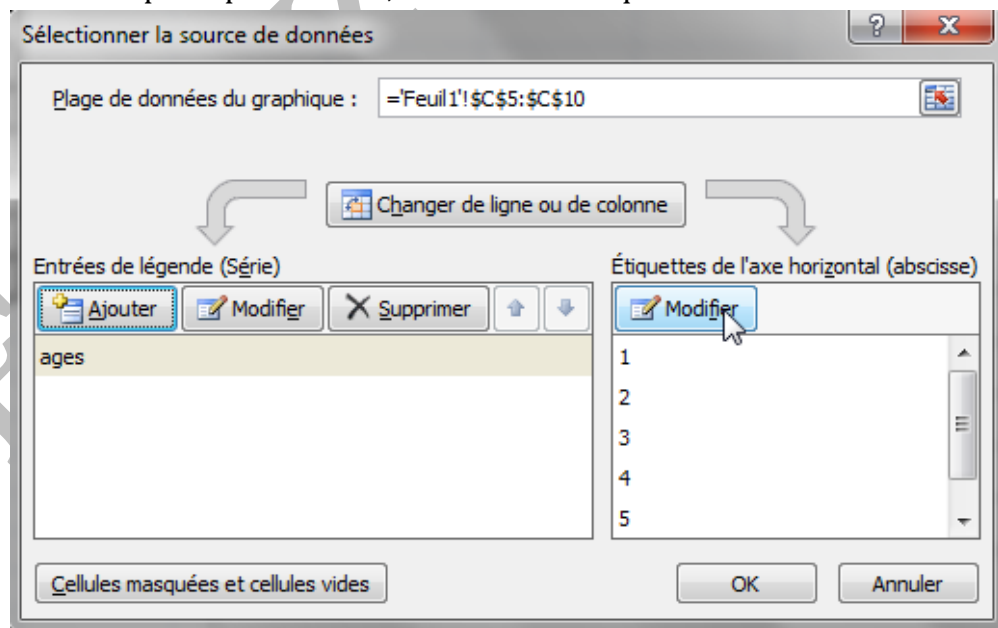 Sélectionner la source de données
Plage de données du graphique : ='Feuil1'!$C$5:$C$10
Changer de ligne ou de colonne
Entrées de légende (Série)
Ajouter Modifier Supprimer
ages
Étiquettes de l'axe horizontal (abscisse)
Modifier
1
2
3
4
5
Cellules masquées et cellules vides
OK Annuler